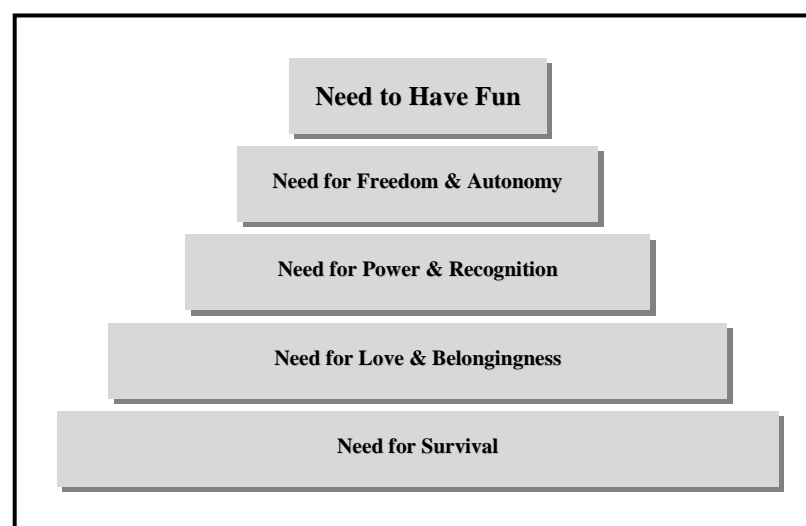 Need to Have Fun
Need for Freedom & Autonomy
Need for Power & Recognition
Need for Love & Belongingness
Need for Survival